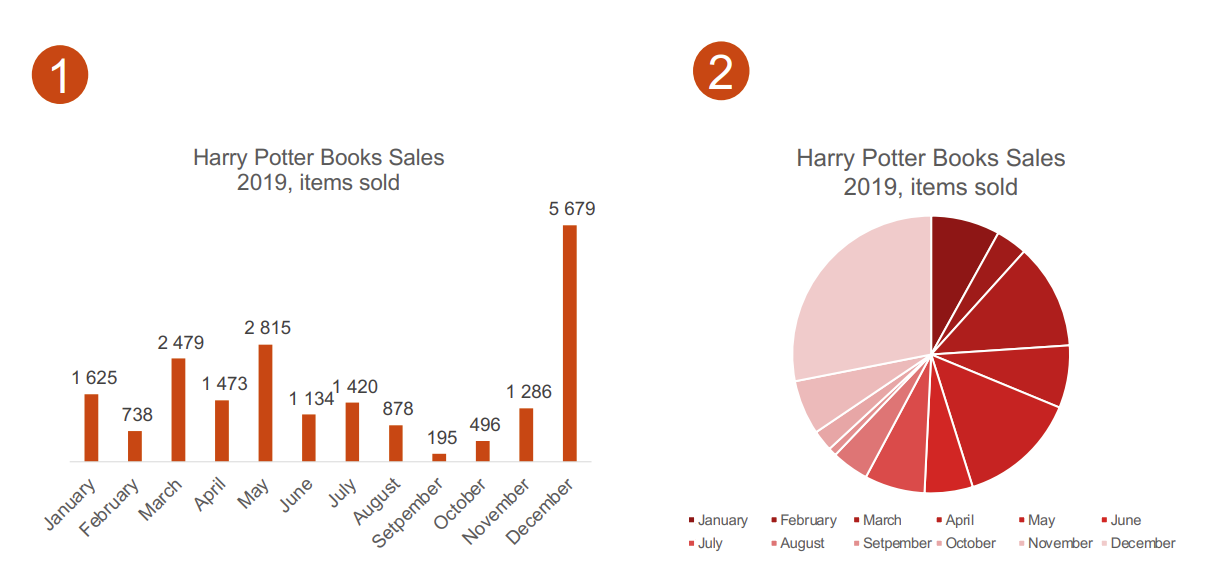 1
Harry Potter Books Sales
2019, items sold
1 625
738
2 479
1 473
2 815
1 134
1 420
878
195
496
1 286
5 679
January
February
March
April
May
June
July
August
Setpember
October
November
December
2
Harry Potter Books Sales
2019, items sold
January February March April May June
July August Setpember October November December